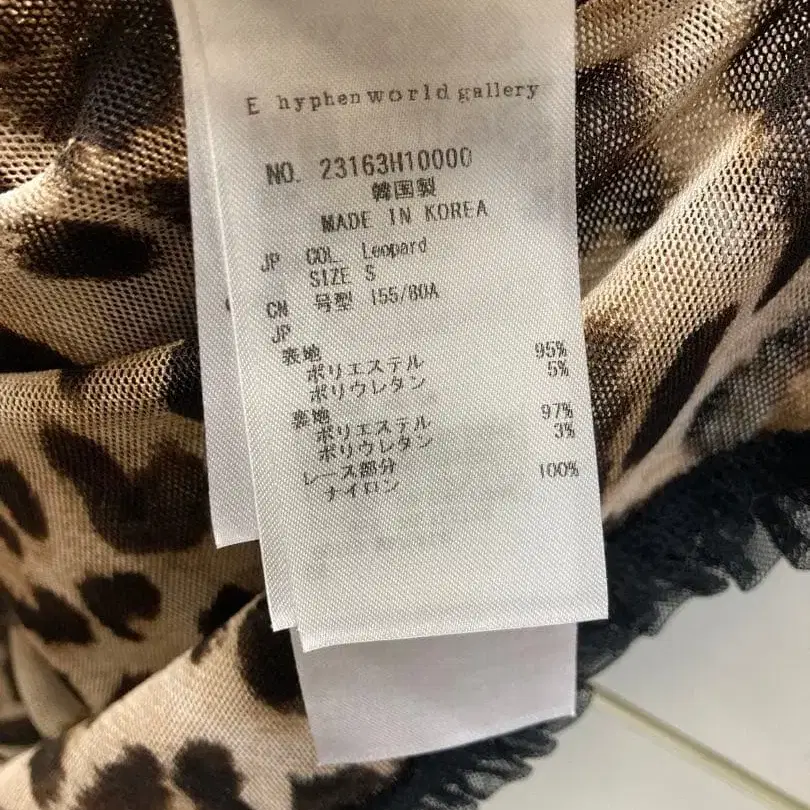 E hyphen world gallery
NO. 23163H10000
韓国製
MADE IN KOREA
JP COL. Leopard
SIZE S
CN 号型 155/80A
JP
表地
ポリエステル 95%
ポリウレタン 5%
裏地
ポリエステル 97%
ポリウレタン 3%
レース部分
ナイロン 100%